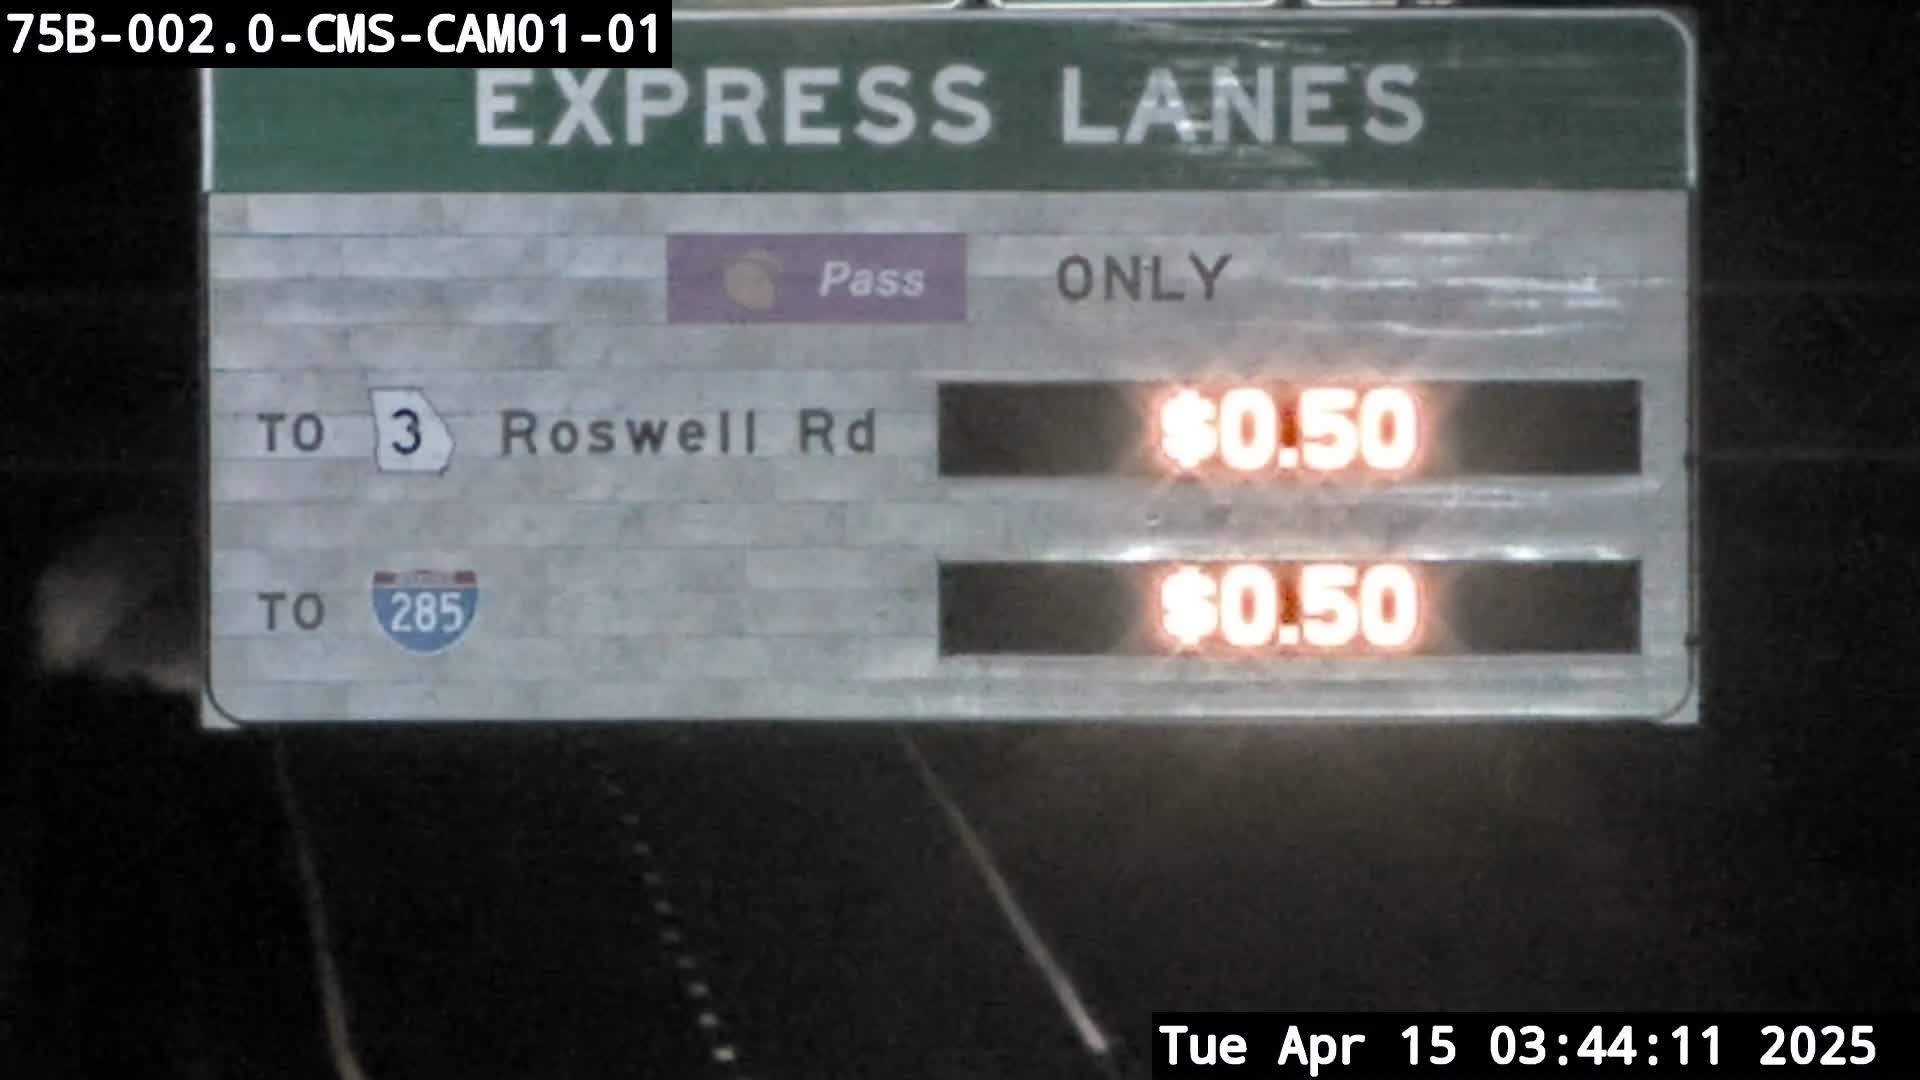 75B-002.0-CMS-CAM01-01
EXPRESS LANES
Pass ONLY
TO 3 Roswell Rd $0.50
TO 285 $0.50
Tue Apr 15 03:44:11 2025